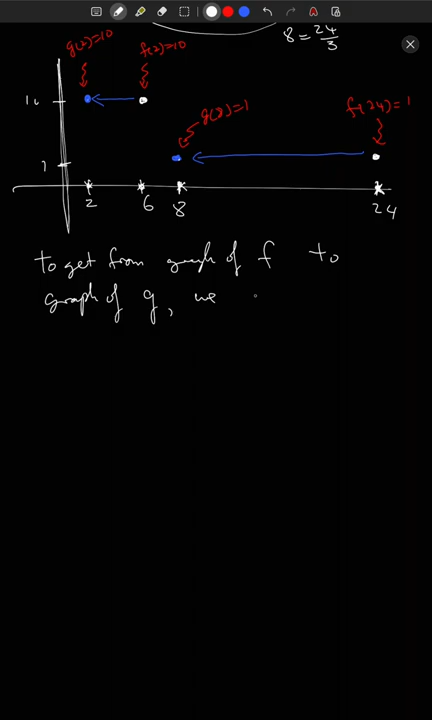 8 = 24/3
g(2)=10 f(2)=10
10
g(8)=1 f(24)=1
1
2 6 8 24
to get from graph of f to
graph of g, we